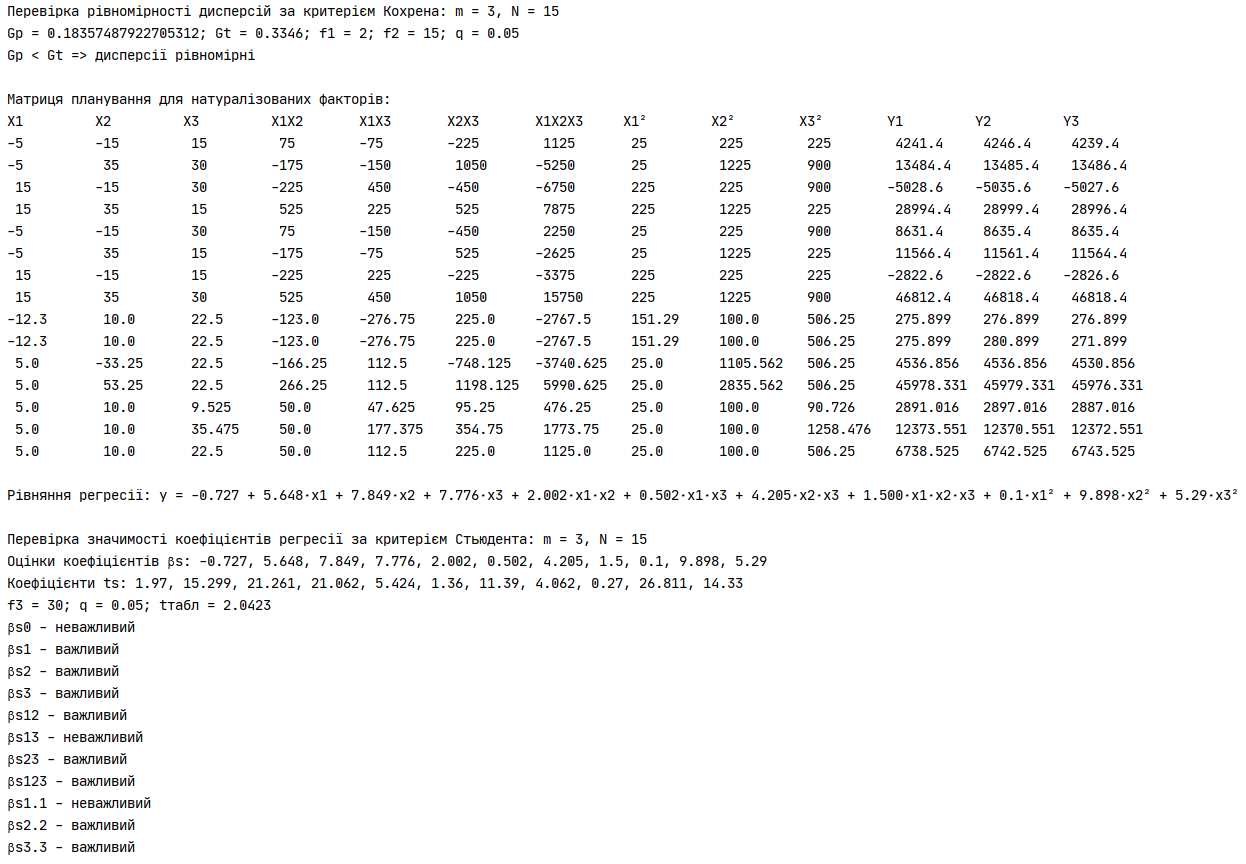 Перевірка рівномірності дисперсій за критерієм Кохрена: m = 3, N = 15
Gp = 0.18357487922705312; Gt = 0.3346; f1 = 2; f2 = 15; q = 0.05
Gp < Gt => дисперсії рівномірні
Матриця планування для натуралізованих факторів:
X1 X2 X3 X1X2 X1X3 X2X3 X1X2X3 X1² X2² X3² Y1 Y2 Y3
-5 -15 15 75 -75 -225 1125 25 225 225 4241.4 4246.4 4239.4
-5 35 30 -175 -150 1050 -5250 25 1225 900 13484.4 13485.4 13486.4
15 -15 30 -225 450 -450 -6750 225 225 900 -5028.6 -5035.6 -5027.6
15 35 15 525 225 525 7875 225 1225 225 28994.4 28999.4 28996.4
-5 -15 30 75 -150 -450 2250 25 225 900 8631.4 8635.4 8635.4
-5 35 15 -175 -75 525 -2625 25 1225 225 11566.4 11561.4 11564.4
15 -15 15 -225 225 -225 -3375 225 225 225 -2822.6 -2822.6 -2826.6
15 35 30 525 450 1050 15750 225 1225 900 46812.4 46818.4 46818.4
-12.3 10.0 22.5 -123.0 -276.75 225.0 -2767.5 151.29 100.0 506.25 275.899 276.899 276.899
-12.3 10.0 22.5 -123.0 -276.75 225.0 -2767.5 151.29 100.0 506.25 275.899 280.899 271.899
5.0 -33.25 22.5 -166.25 112.5 -748.125 -3740.625 25.0 1105.562 506.25 4536.856 4536.856 4530.856
5.0 53.25 22.5 266.25 112.5 1198.125 5990.625 25.0 2835.562 506.25 45978.331 45979.331 45976.331
5.0 10.0 9.525 50.0 47.625 95.25 476.25 25.0 100.0 90.726 2891.016 2897.016 2887.016
5.0 10.0 35.475 50.0 177.375 354.75 1773.75 25.0 100.0 1258.476 12373.551 12370.551 12372.551
5.0 10.0 22.5 50.0 112.5 225.0 1125.0 25.0 100.0 506.25 6738.525 6742.525 6743.525
Рівняння регресії: y = -0.727 + 5.648·x1 + 7.849·x2 + 7.776·x3 + 2.002·x1·x2 + 0.502·x1·x3 + 4.205·x2·x3 + 1.500·x1·x2·x3 + 0.1·x1² + 9.898·x2² + 5.29·x3²
Перевірка значимості коефіцієнтів регресії за критерієм Стьюдента: m = 3, N = 15
Оцінки коефіцієнтів βs: -0.727, 5.648, 7.849, 7.776, 2.002, 0.502, 4.205, 1.5, 0.1, 9.898, 5.29
Коефіцієнти ts: 1.97, 15.299, 21.261, 21.062, 5.424, 1.36, 11.39, 4.062, 0.27, 26.811, 14.33
f3 = 30; q = 0.05; tтабл = 2.0423
βs0 - неважливий
βs1 - важливий
βs2 - важливий
βs3 - важливий
βs12 - важливий
βs13 - неважливий
βs23 - важливий
βs123 - важливий
βs1.1 - неважливий
βs2.2 - важливий
βs3.3 - важливий